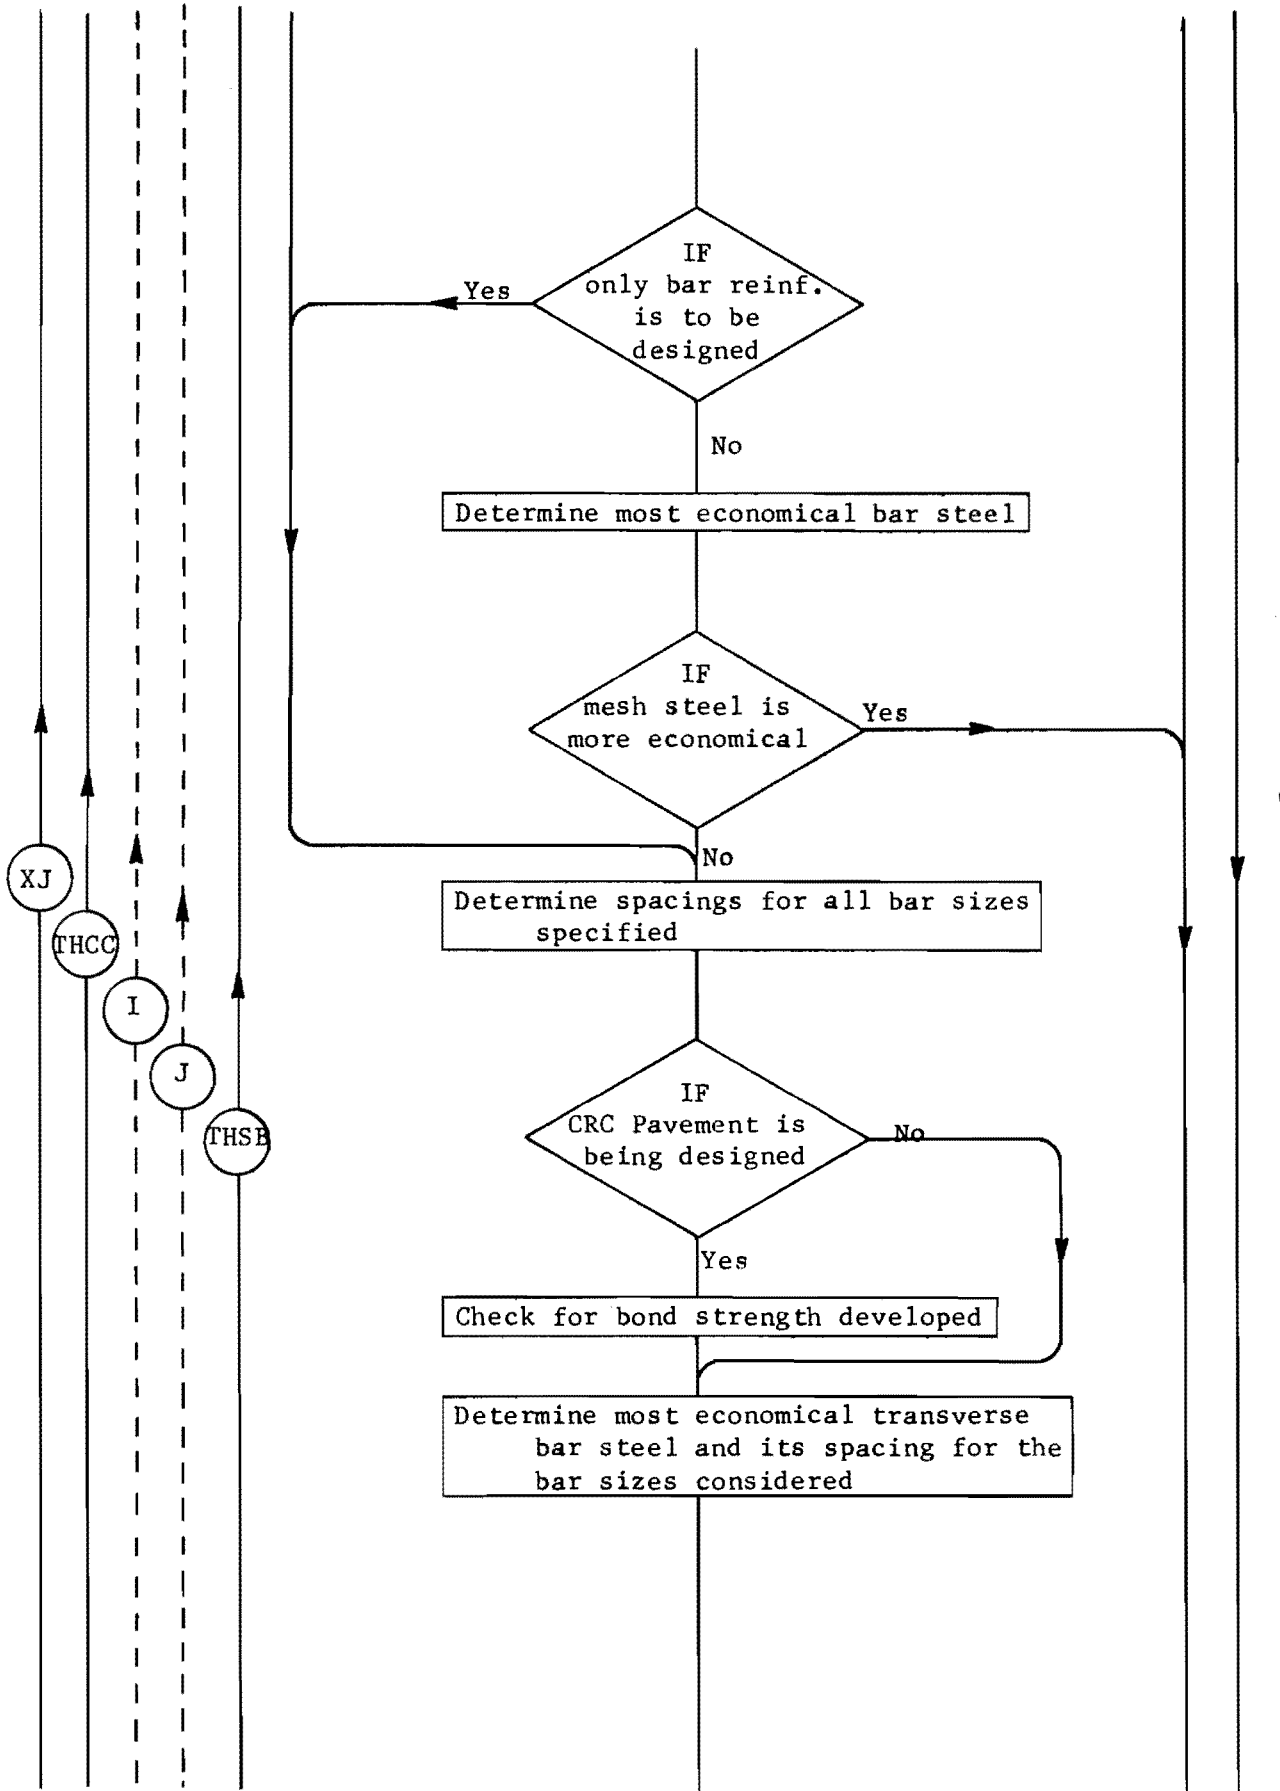 IF
only bar reinf.
is to be
designed
Yes
No
Determine most economical bar steel
IF
mesh steel is
more economical
Yes
No
Determine spacings for all bar sizes
specified
XJ
THCC
I
J
THSB
IF
CRC Pavement is
being designed
No
Yes
Check for bond strength developed
Determine most economical transverse
bar steel and its spacing for the
bar sizes considered